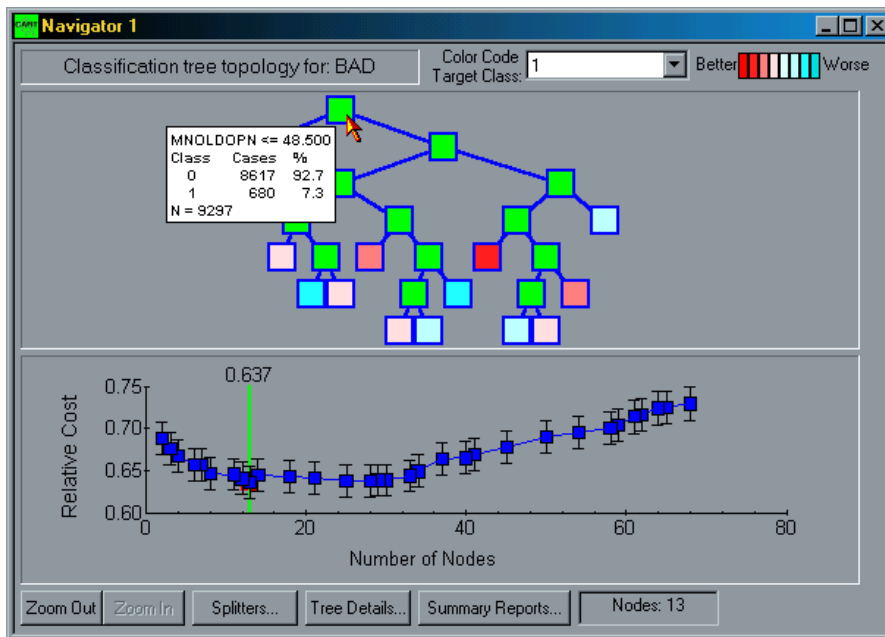 CART Navigator 1
Classification tree topology for: BAD
Color Code
Target Class:
1
Better
Worse
MNOLDOPN <= 48.500
Class Cases %
0 8617 92.7
1 680 7.3
N = 9297
0.637
0.75
0.70
0.65
0.60
Relative Cost
0 20 40 60 80
Number of Nodes
Zoom Out
Zoom In
Splitters...
Tree Details...
Summary Reports...
Nodes: 13